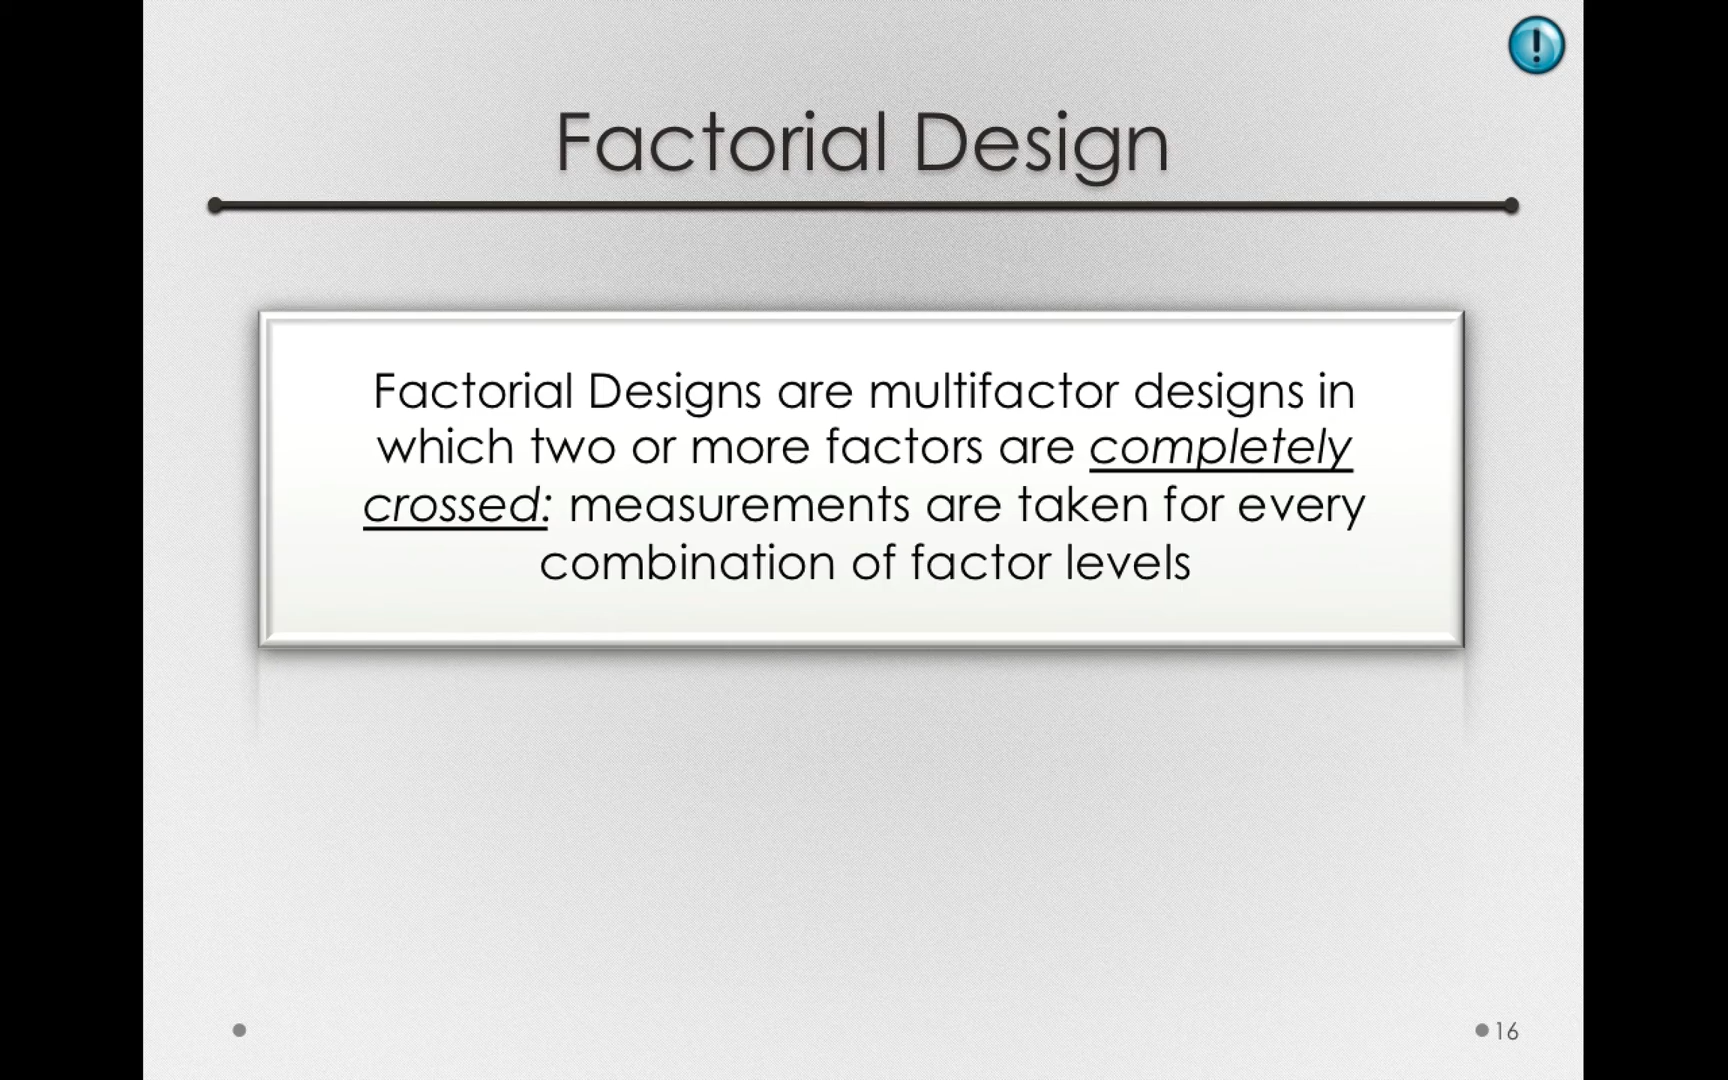 Factorial Design
Factorial Designs are multifactor designs in
which two or more factors are completely
crossed: measurements are taken for every
combination of factor levels
16